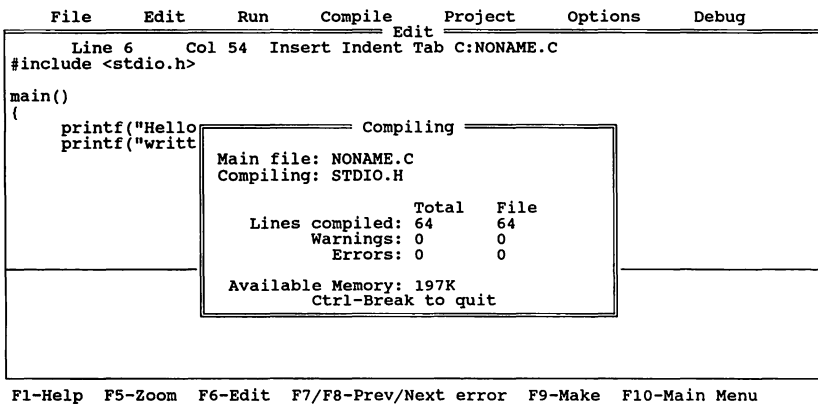 File Edit Run Compile Project Options Debug
Edit
Line 6 Col 54 Insert Indent Tab C:NONAME.C
#include <stdio.h>
main()
{
printf("Hello
printf("writt
Compiling
Main file: NONAME.C
Compiling: STDIO.H
Total File
Lines compiled: 64 64
Warnings: 0 0
Errors: 0 0
Available Memory: 197K
Ctrl-Break to quit
F1-Help F5-Zoom F6-Edit F7/F8-Prev/Next error F9-Make F10-Main Menu